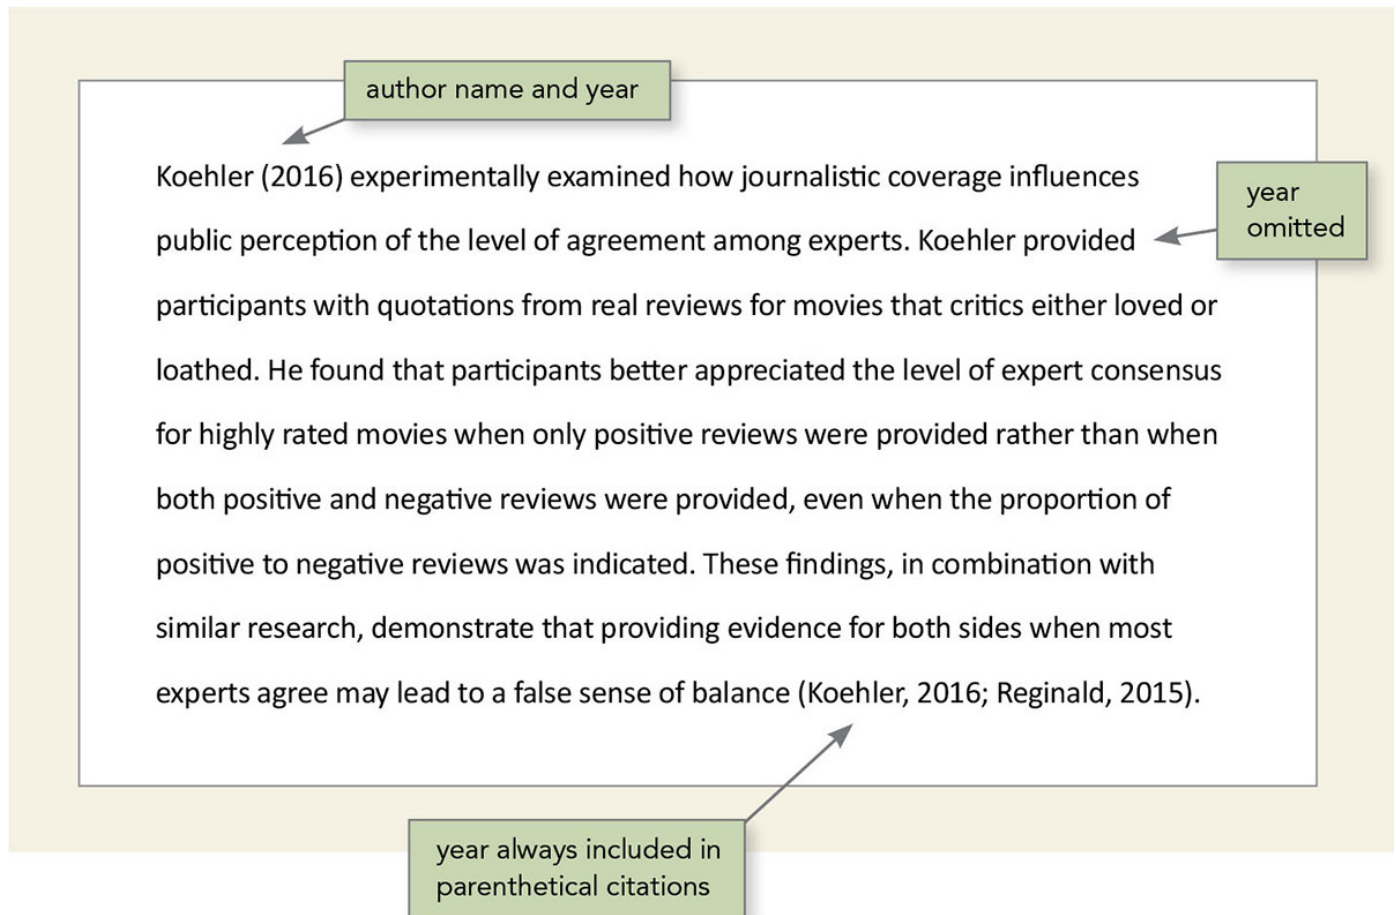 author name and year
Koehler (2016) experimentally examined how journalistic coverage influences
year
omitted
public perception of the level of agreement among experts. Koehler provided
participants with quotations from real reviews for movies that critics either loved or
loathed. He found that participants better appreciated the level of expert consensus
for highly rated movies when only positive reviews were provided rather than when
both positive and negative reviews were provided, even when the proportion of
positive to negative reviews was indicated. These findings, in combination with
similar research, demonstrate that providing evidence for both sides when most
experts agree may lead to a false sense of balance (Koehler, 2016; Reginald, 2015).
year always included in
parenthetical citations